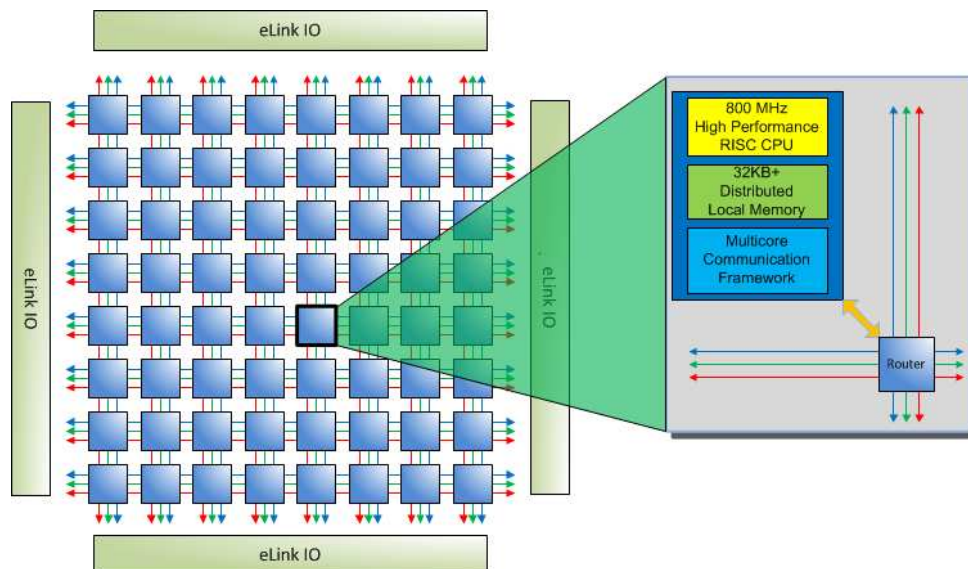 eLink IO
eLink IO
800 MHz
High Performance
RISC CPU
32KB+
Distributed
Local Memory
Multicore
Communication
Framework
eLink IO
Router
eLink IO